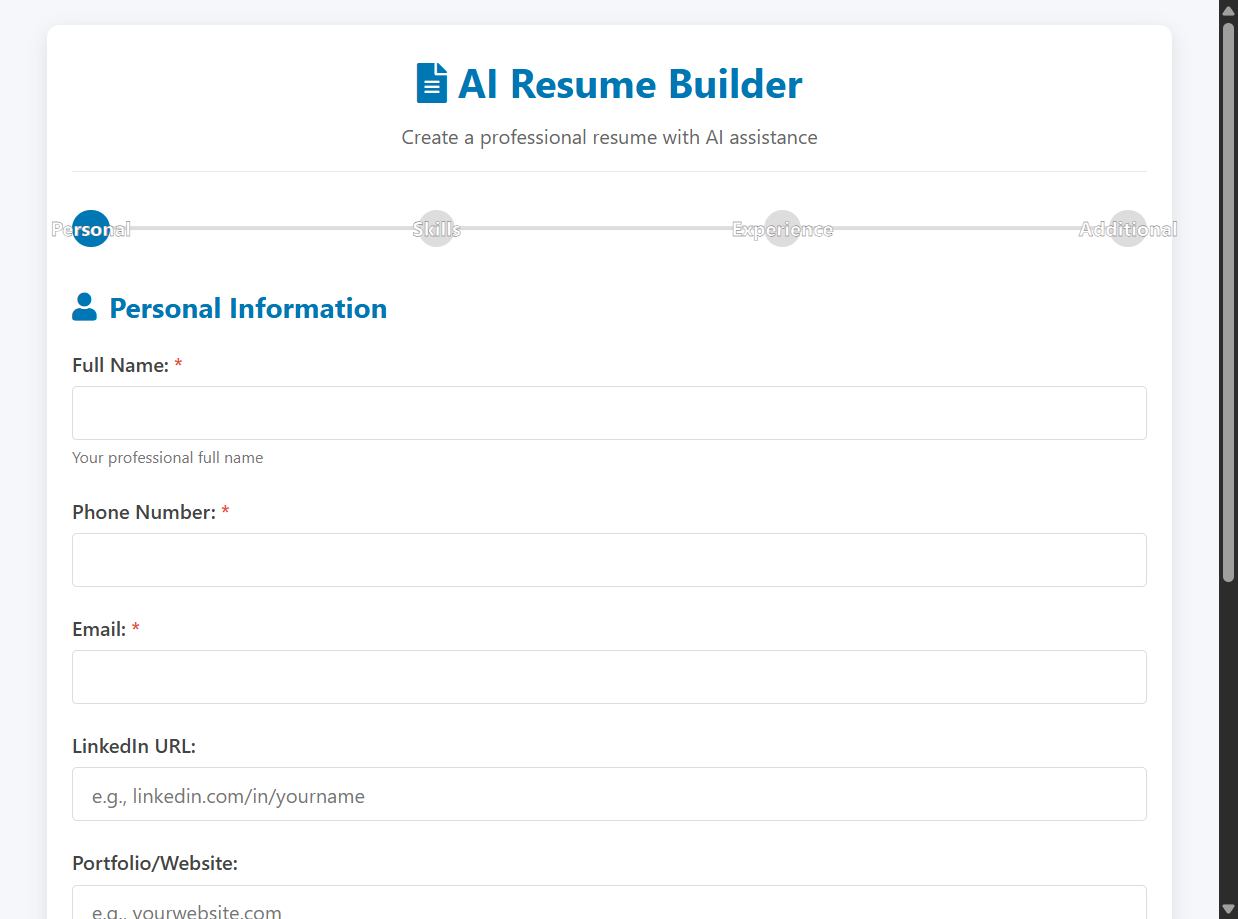 AI Resume Builder
Create a professional resume with AI assistance
Personal Skills Experience Additional
Personal Information
Full Name: *
Your professional full name
Phone Number: *
Email: *
LinkedIn URL:
e.g., linkedin.com/in/yourname
Portfolio/Website:
e.g., yourwebsite.com